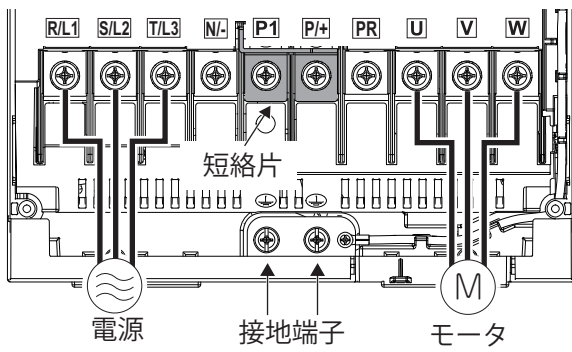 R/L1 S/L2 T/L3 N/- P1 P/+ PR U V W
短絡片
M
電源 接地端子 モータ